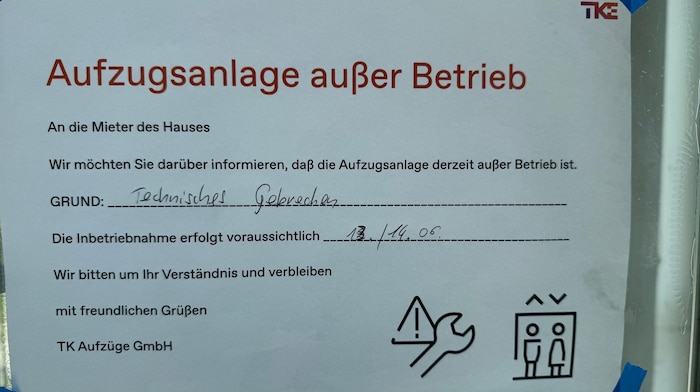 TKE
Aufzugsanlage außer Betrieb
An die Mieter des Hauses
Wir möchten Sie darüber informieren, daß die Aufzugsanlage derzeit außer Betrieb ist.
GRUND: Technisches Gebrechen
Die Inbetriebnahme erfolgt voraussichtlich 13./14.06.
Wir bitten um Ihr Verständnis und verbleiben
mit freundlichen Grüßen
TK Aufzüge GmbH